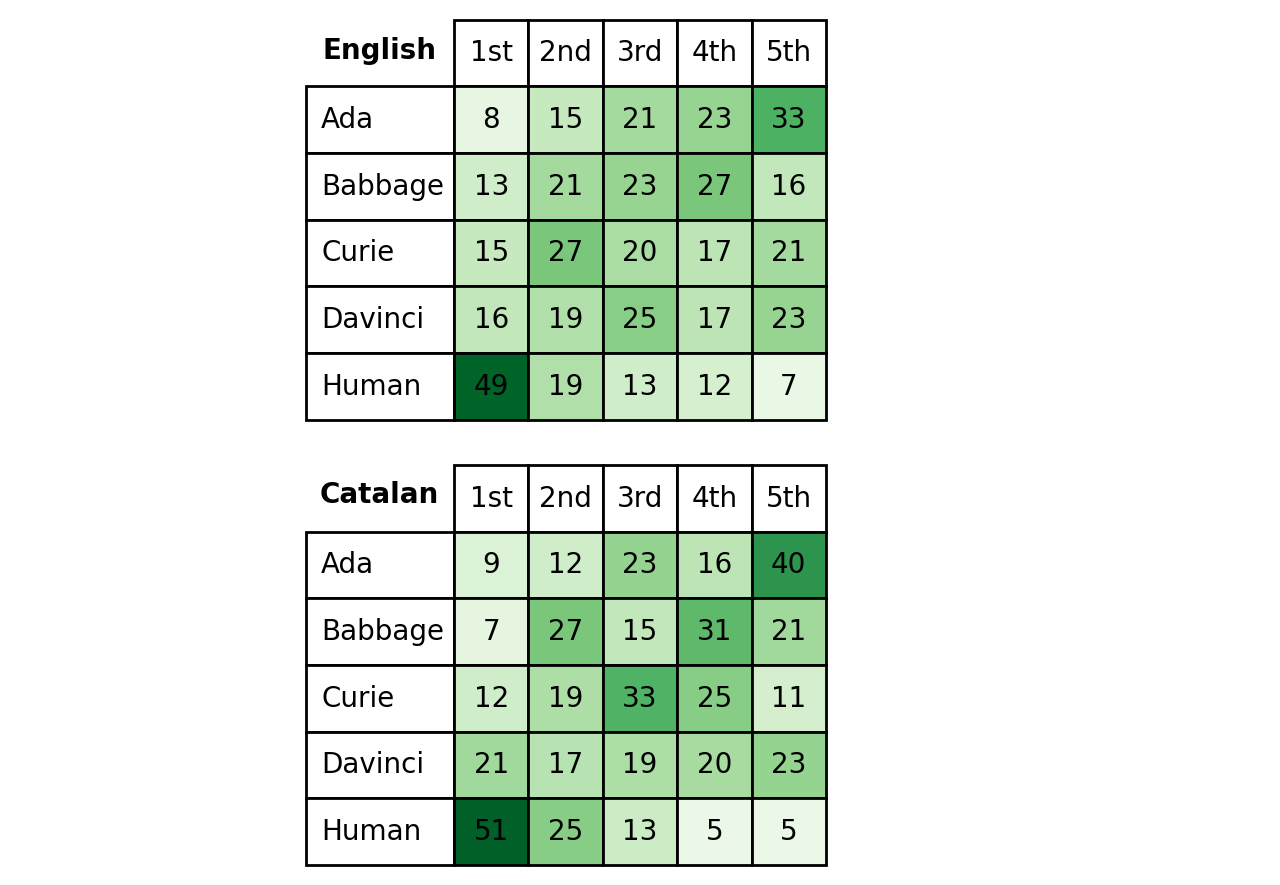 English 1st 2nd 3rd 4th 5th
Ada 8 15 21 23 33
Babbage 13 21 23 27 16
Curie 15 27 20 17 21
Davinci 16 19 25 17 23
Human 49 19 13 12 7
Catalan 1st 2nd 3rd 4th 5th
Ada 9 12 23 16 40
Babbage 7 27 15 31 21
Curie 12 19 33 25 11
Davinci 21 17 19 20 23
Human 51 25 13 5 5